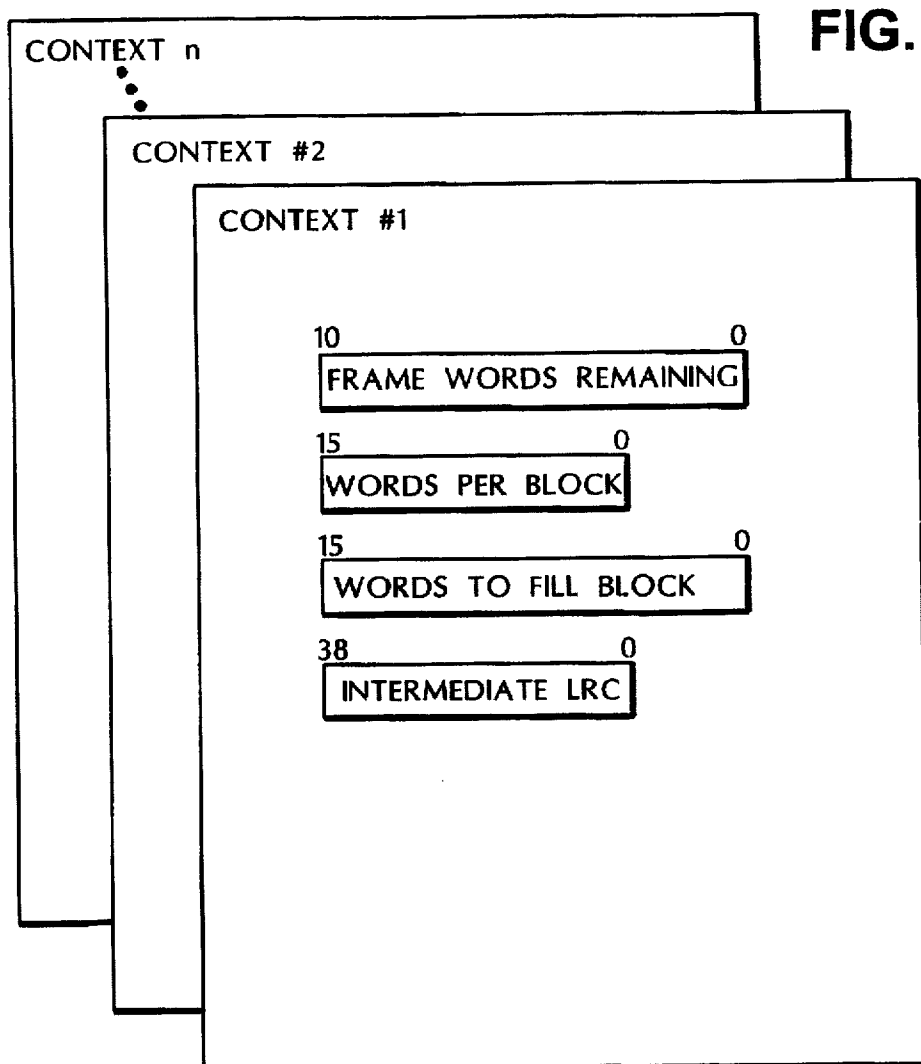 FIG.
CONTEXT n
CONTEXT #2
CONTEXT #1
10 0
FRAME WORDS REMAINING
15 0
WORDS PER BLOCK
15 0
WORDS TO FILL BLOCK
38 0
INTERMEDIATE LRC